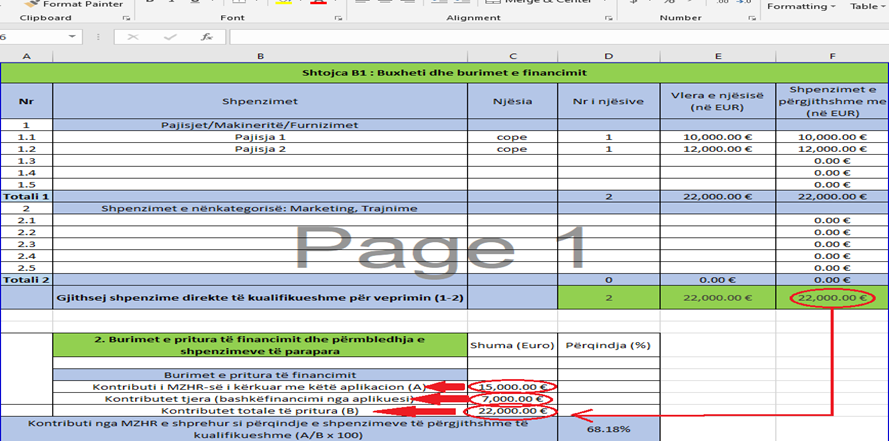 Format Painter
Merge & Center
Formatting
Table
Clipboard
Font
Alignment
Number
6
fx
A B C D E F
Shtojca B1 : Buxheti dhe burimet e financimit
Nr Shpenzimet Njësia Nr i njësive Vlera e njësisë (në EUR) Shpenzimet e përgjithshme me (në EUR)
1 Pajisjet/Makineritë/Furnizimet
1.1 Pajisja 1 cope 1 10,000.00 € 10,000.00 €
1.2 Pajisja 2 cope 1 12,000.00 € 12,000.00 €
1.3 0.00 €
1.4 0.00 €
1.5 0.00 €
Totali 1 2 22,000.00 € 22,000.00 €
2 Shpenzimet e nënkategorisë: Marketing, Trajnime
2.1 0.00 €
2.2 0.00 €
2.3 0.00 €
2.4 0.00 €
2.5 0.00 €
Page 1
Totali 2 0 0.00 € 0.00 €
Gjithsej shpenzime direkte të kualifikueshme për veprimin (1-2) 2 22,000.00 € 22,000.00 €
2. Burimet e pritura të financimit dhe përmbledhja e
shpenzimeve të parapara
Shuma (Euro) Përqindja (%)
Burimet e pritura të financimit
Kontributi i MZHR-së i kërkuar me këtë aplikacion (A) 15,000.00 €
Kontributet tjera (bashkëfinancimi nga aplikuesi) 7,000.00 €
Kontributet totale të pritura (B) 22,000.00 €
Kontributi nga MZHR e shprehur si përqindje e shpenzimeve të përgjithshme të
kualifikueshme (A/B x 100)
68.18%